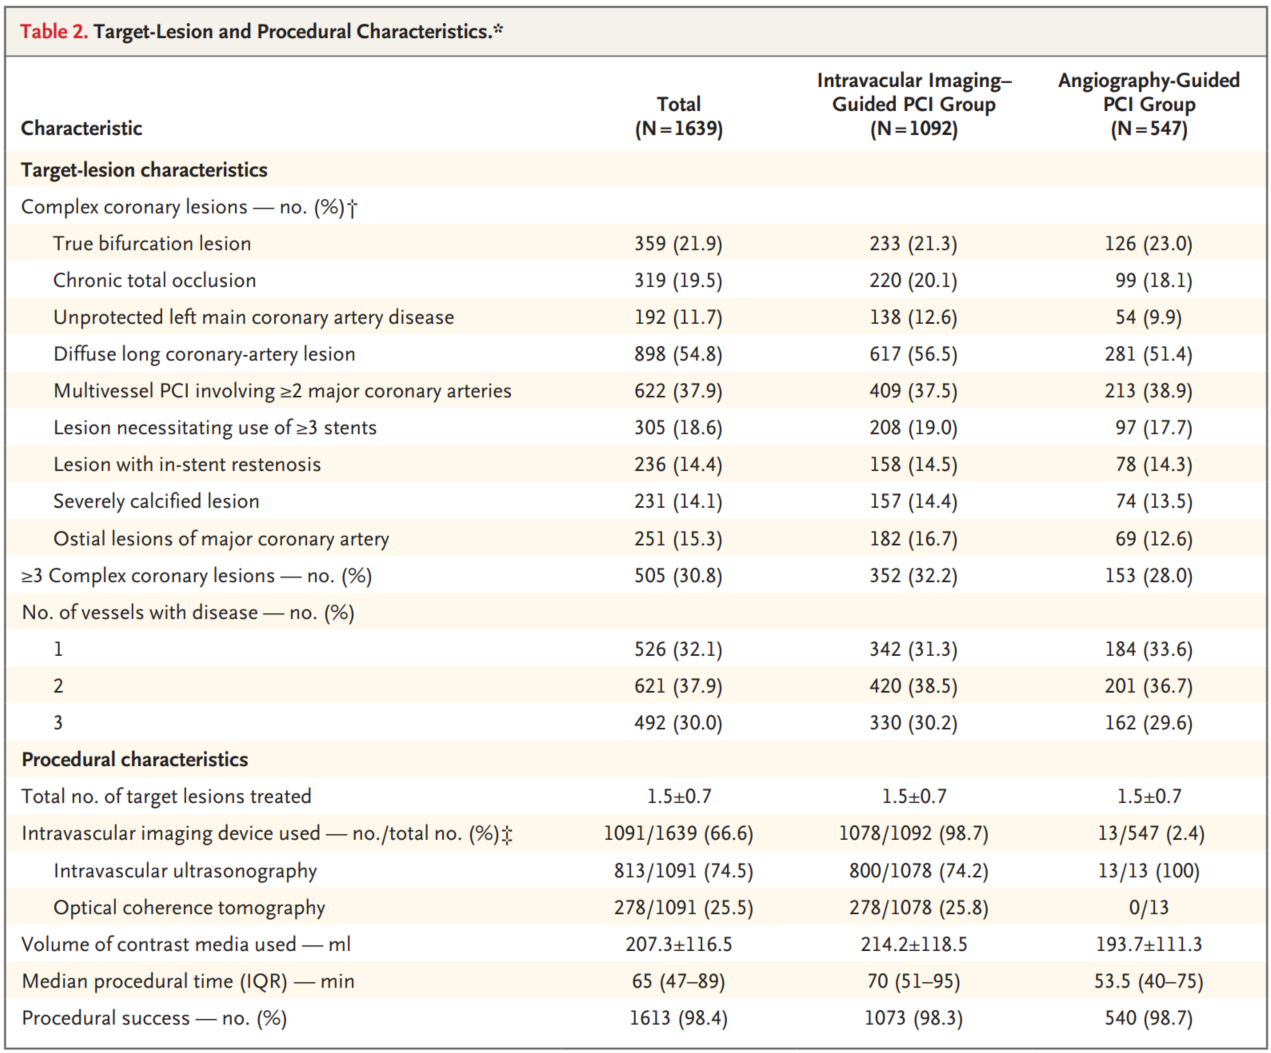 Table 2. Target-Lesion and Procedural Characteristics.*
Characteristic Total (N=1639) Intravacular Imaging–Guided PCI Group (N=1092) Angiography-Guided PCI Group (N=547)
Target-lesion characteristics
Complex coronary lesions — no. (%)†
True bifurcation lesion 359 (21.9) 233 (21.3) 126 (23.0)
Chronic total occlusion 319 (19.5) 220 (20.1) 99 (18.1)
Unprotected left main coronary artery disease 192 (11.7) 138 (12.6) 54 (9.9)
Diffuse long coronary-artery lesion 898 (54.8) 617 (56.5) 281 (51.4)
Multivessel PCI involving ≥2 major coronary arteries 622 (37.9) 409 (37.5) 213 (38.9)
Lesion necessitating use of ≥3 stents 305 (18.6) 208 (19.0) 97 (17.7)
Lesion with in-stent restenosis 236 (14.4) 158 (14.5) 78 (14.3)
Severely calcified lesion 231 (14.1) 157 (14.4) 74 (13.5)
Ostial lesions of major coronary artery 251 (15.3) 182 (16.7) 69 (12.6)
≥3 Complex coronary lesions — no. (%) 505 (30.8) 352 (32.2) 153 (28.0)
No. of vessels with disease — no. (%)
1 526 (32.1) 342 (31.3) 184 (33.6)
2 621 (37.9) 420 (38.5) 201 (36.7)
3 492 (30.0) 330 (30.2) 162 (29.6)
Procedural characteristics
Total no. of target lesions treated 1.5±0.7 1.5±0.7 1.5±0.7
Intravascular imaging device used — no./total no. (%)‡ 1091/1639 (66.6) 1078/1092 (98.7) 13/547 (2.4)
Intravascular ultrasonography 813/1091 (74.5) 800/1078 (74.2) 13/13 (100)
Optical coherence tomography 278/1091 (25.5) 278/1078 (25.8) 0/13
Volume of contrast media used — ml 207.3±116.5 214.2±118.5 193.7±111.3
Median procedural time (IQR) — min 65 (47–89) 70 (51–95) 53.5 (40–75)
Procedural success — no. (%) 1613 (98.4) 1073 (98.3) 540 (98.7)